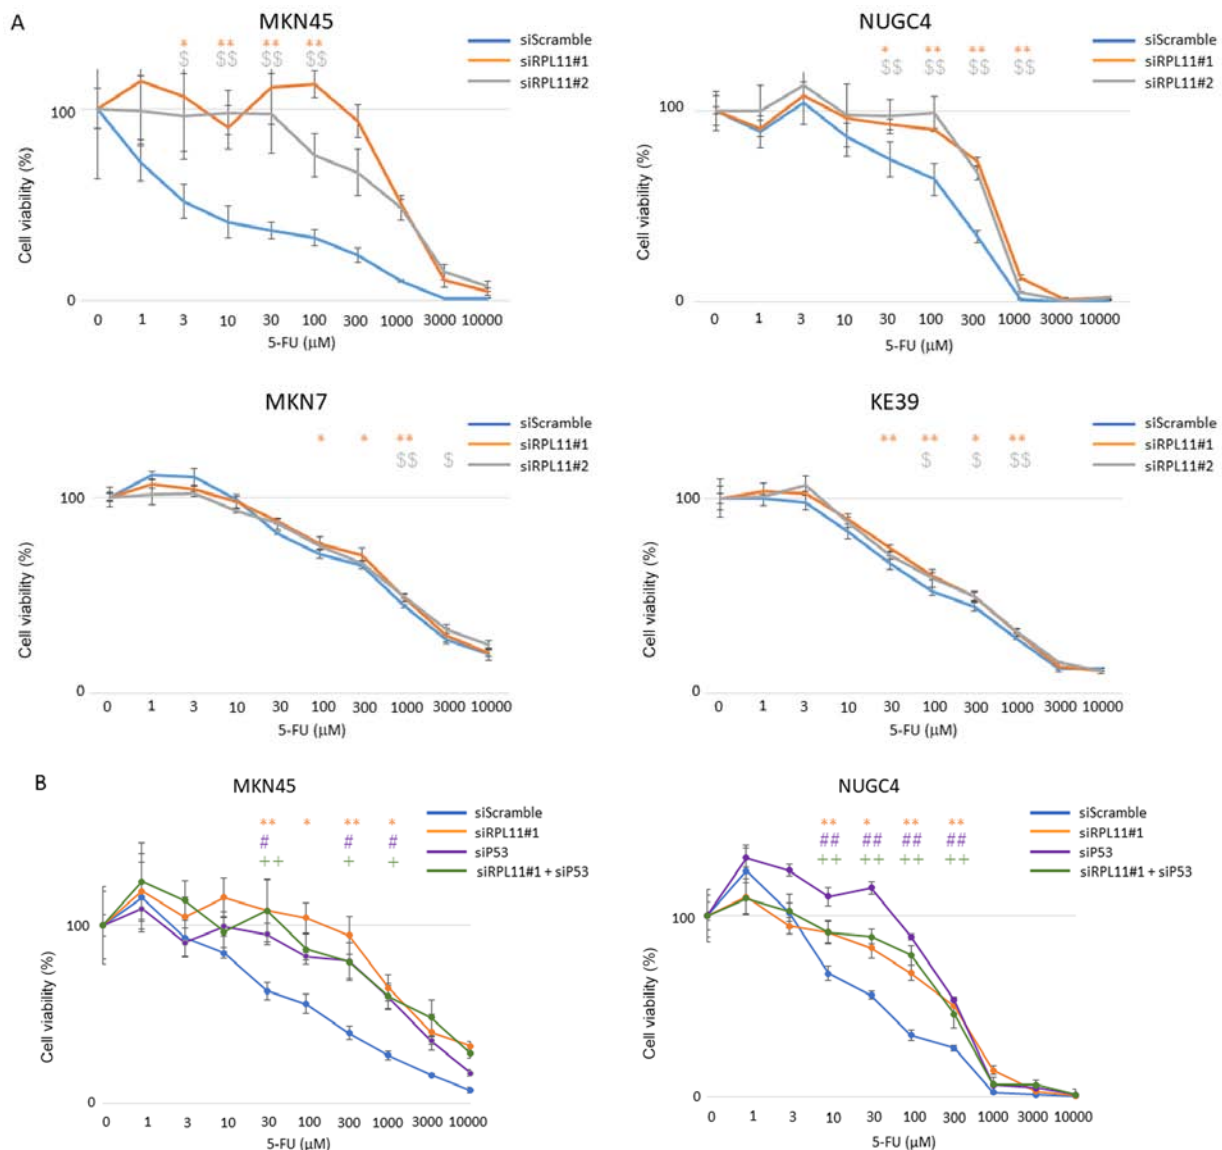 A
MKN45
* ** ** **
$ $$ $$ $$
siScramble
siRPL11#1
siRPL11#2
100
0
Cell viability (%)
0 1 3 10 30 100 300 1000 3000 10000
5-FU (μM)
NUGC4
* ** ** **
$$ $$ $$ $$
siScramble
siRPL11#1
siRPL11#2
100
0
Cell viability (%)
0 1 3 10 30 100 300 1000 3000 10000
5-FU (μM)
MKN7
* * **
$$ $
siScramble
siRPL11#1
siRPL11#2
100
0
Cell viability (%)
0 1 3 10 30 100 300 1000 3000 10000
5-FU (μM)
KE39
** ** * **
$ $ $$
siScramble
siRPL11#1
siRPL11#2
100
0
Cell viability (%)
0 1 3 10 30 100 300 1000 3000 10000
5-FU (μM)
B
MKN45
** * ** *
# # #
++ + +
siScramble
siRPL11#1
siP53
siRPL11#1 + siP53
100
0
Cell viability (%)
0 1 3 10 30 100 300 1000 3000 10000
5-FU (μM)
NUGC4
** * ** **
## ## ## ##
++ ++ ++ ++
siScramble
siRPL11#1
siP53
siRPL11#1 + siP53
100
0
Cell viability (%)
0 1 3 10 30 100 300 1000 3000 10000
5-FU (μM)